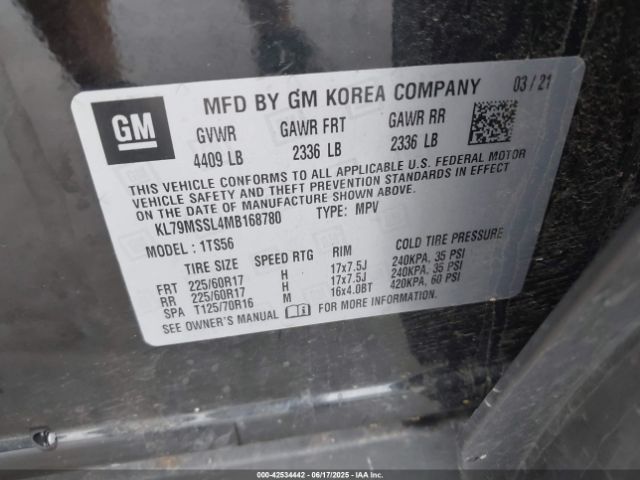 GM
MFD BY GM KOREA COMPANY 03 / 21
GVWR GAWR FRT GAWR RR
4409 LB 2336 LB 2336 LB
THIS VEHICLE CONFORMS TO ALL APPLICABLE U.S. FEDERAL MOTOR
VEHICLE SAFETY AND THEFT PREVENTION STANDARDS IN EFFECT
ON THE DATE OF MANUFACTURE SHOWN ABOVE.
KL79MSSL4MB168780 TYPE: MPV
MODEL: 1TS56
TIRE SIZE SPEED RTG RIM COLD TIRE PRESSURE
FRT 225/60R17 H 17x7.5J 240KPA, 35 PSI
RR 225/60R17 H 17x7.5J 240KPA, 35 PSI
SPA T125/70R16 M 16x4.0BT 420KPA, 60 PSI
SEE OWNER'S MANUAL FOR MORE INFORMATION.
000-42534442 - 06/17/2025 - IAAI.COM